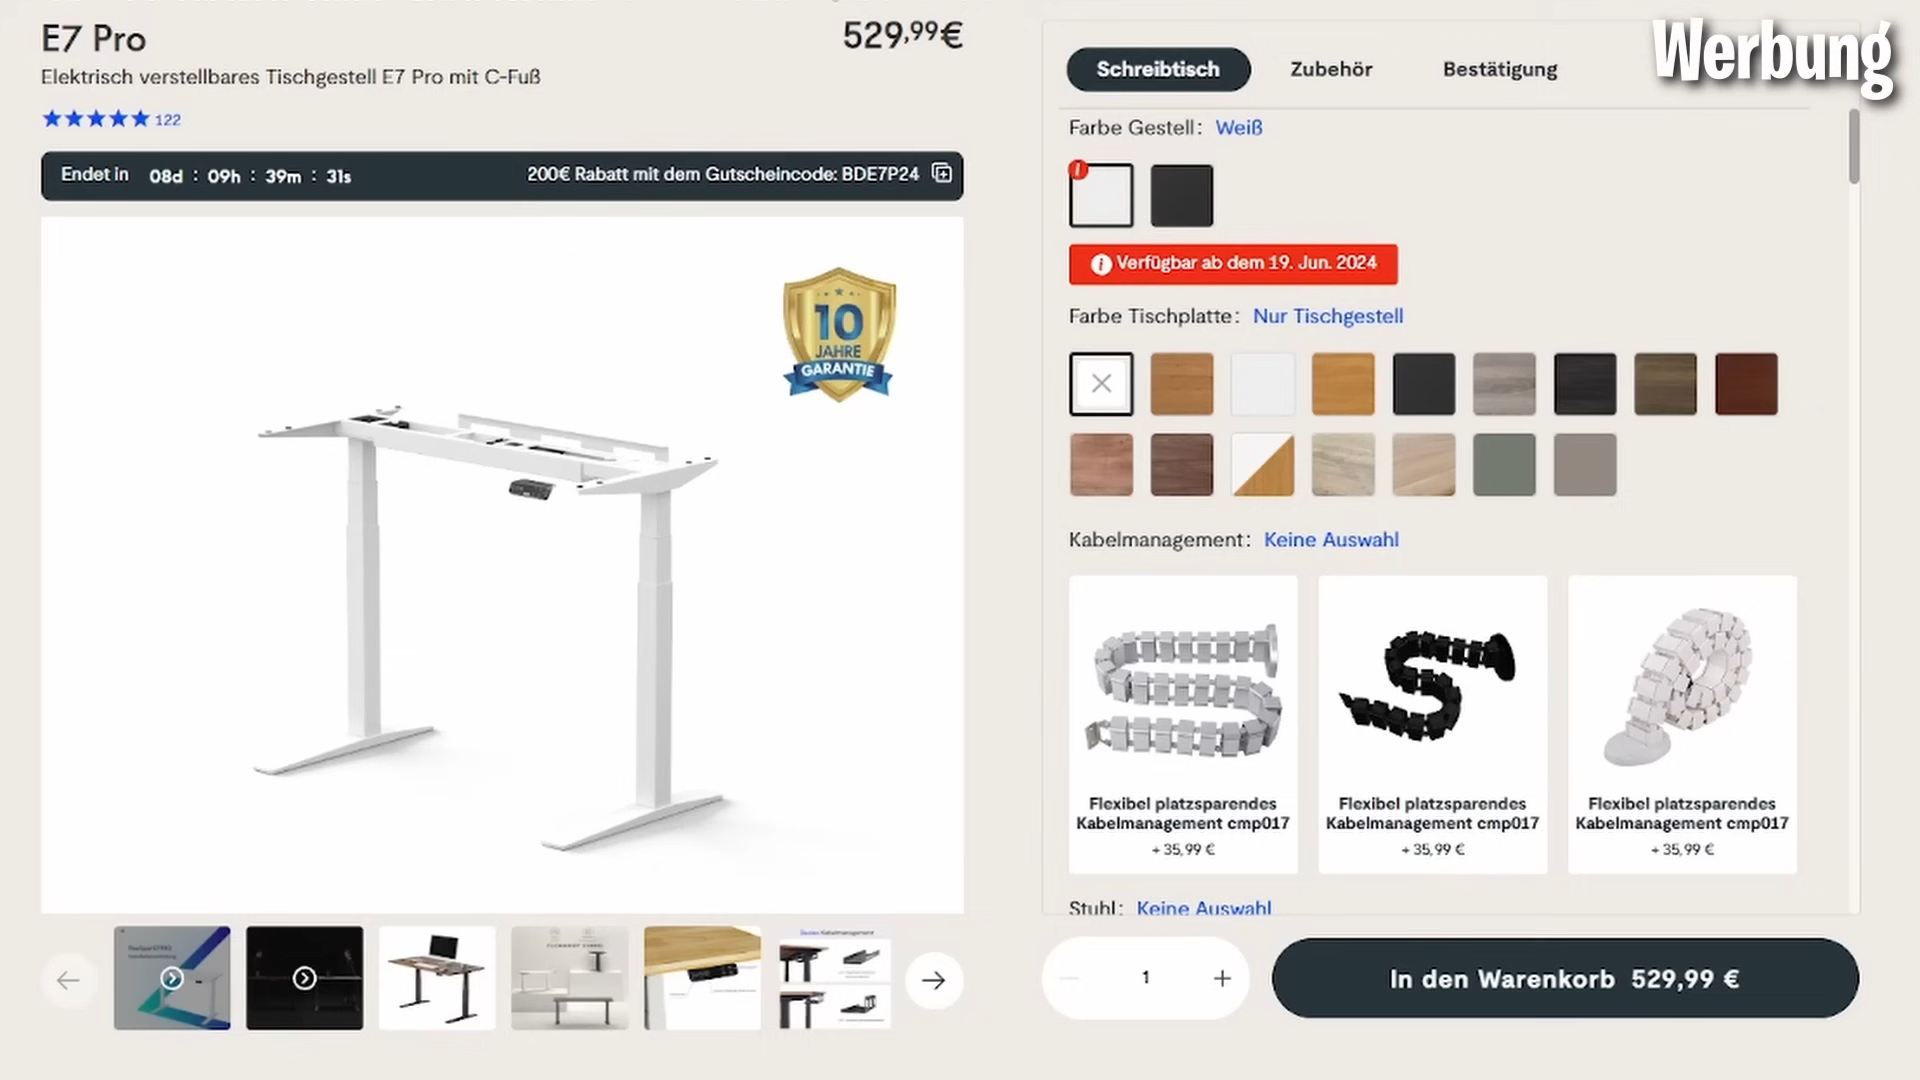 E7 Pro
529,99€
Elektrisch verstellbares Tischgestell E7 Pro mit C-Fuß
122
Endet in 08d : 09h : 39m : 31s
200€ Rabatt mit dem Gutscheincode: BDE7P24
10
JAHRE
GARANTIE
Werbung
Schreibtisch
Zubehör
Bestätigung
Farbe Gestell: Weiß
Verfügbar ab dem 19. Jun. 2024
Farbe Tischplatte: Nur Tischgestell
Kabelmanagement: Keine Auswahl
Flexibel platzsparendes
Kabelmanagement cmp017
+ 35,99 €
Flexibel platzsparendes
Kabelmanagement cmp017
+ 35,99 €
Flexibel platzsparendes
Kabelmanagement cmp017
+ 35,99 €
Stuhl: Keine Auswahl
1
In den Warenkorb 529,99 €